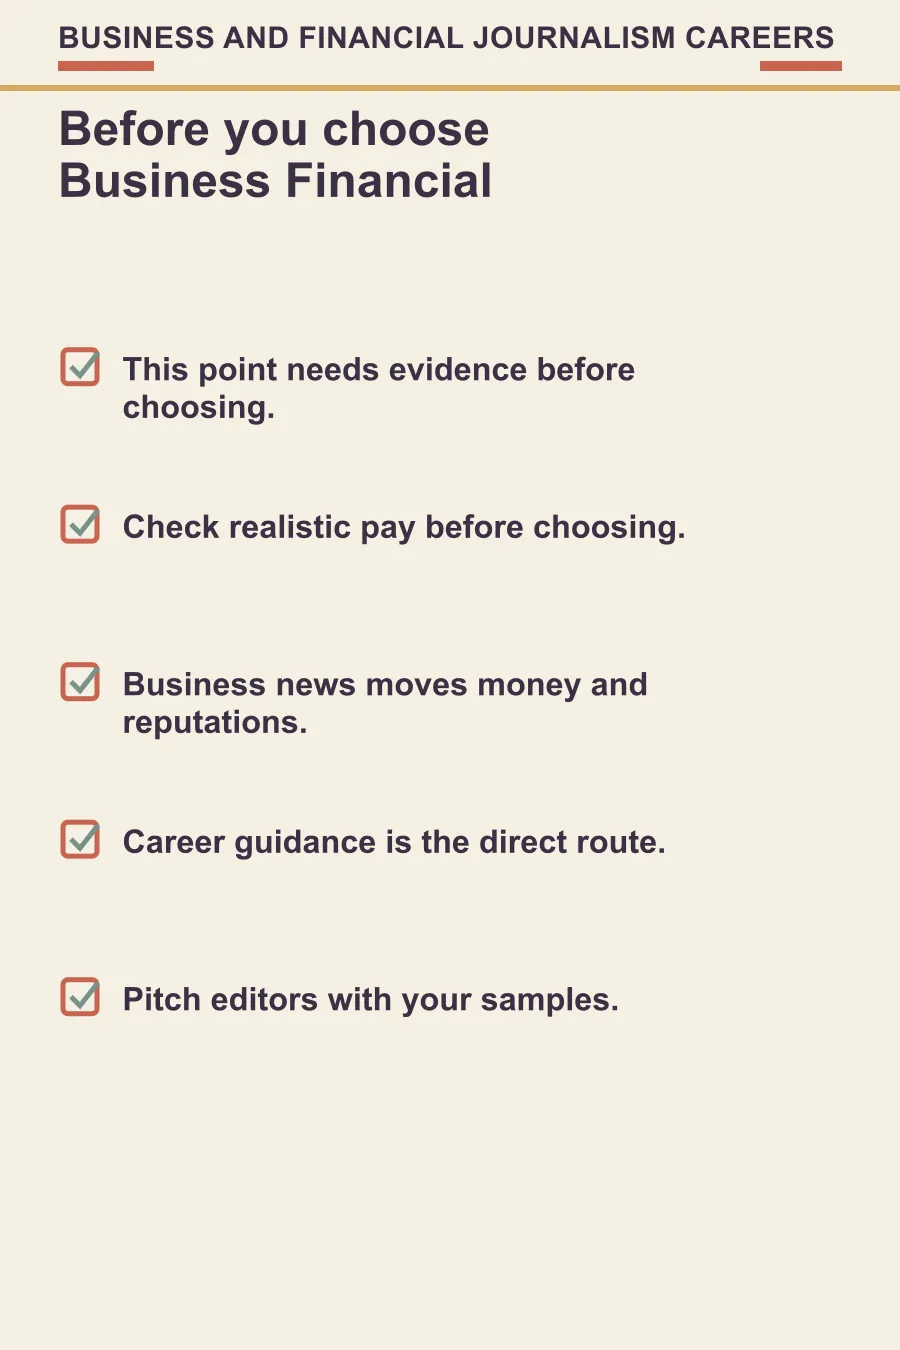 BUSINESS AND FINANCIAL JOURNALISM CAREERS
Before you choose
Business Financial
This point needs evidence before
choosing.
Check realistic pay before choosing.
Business news moves money and
reputations.
Career guidance is the direct route.
Pitch editors with your samples.